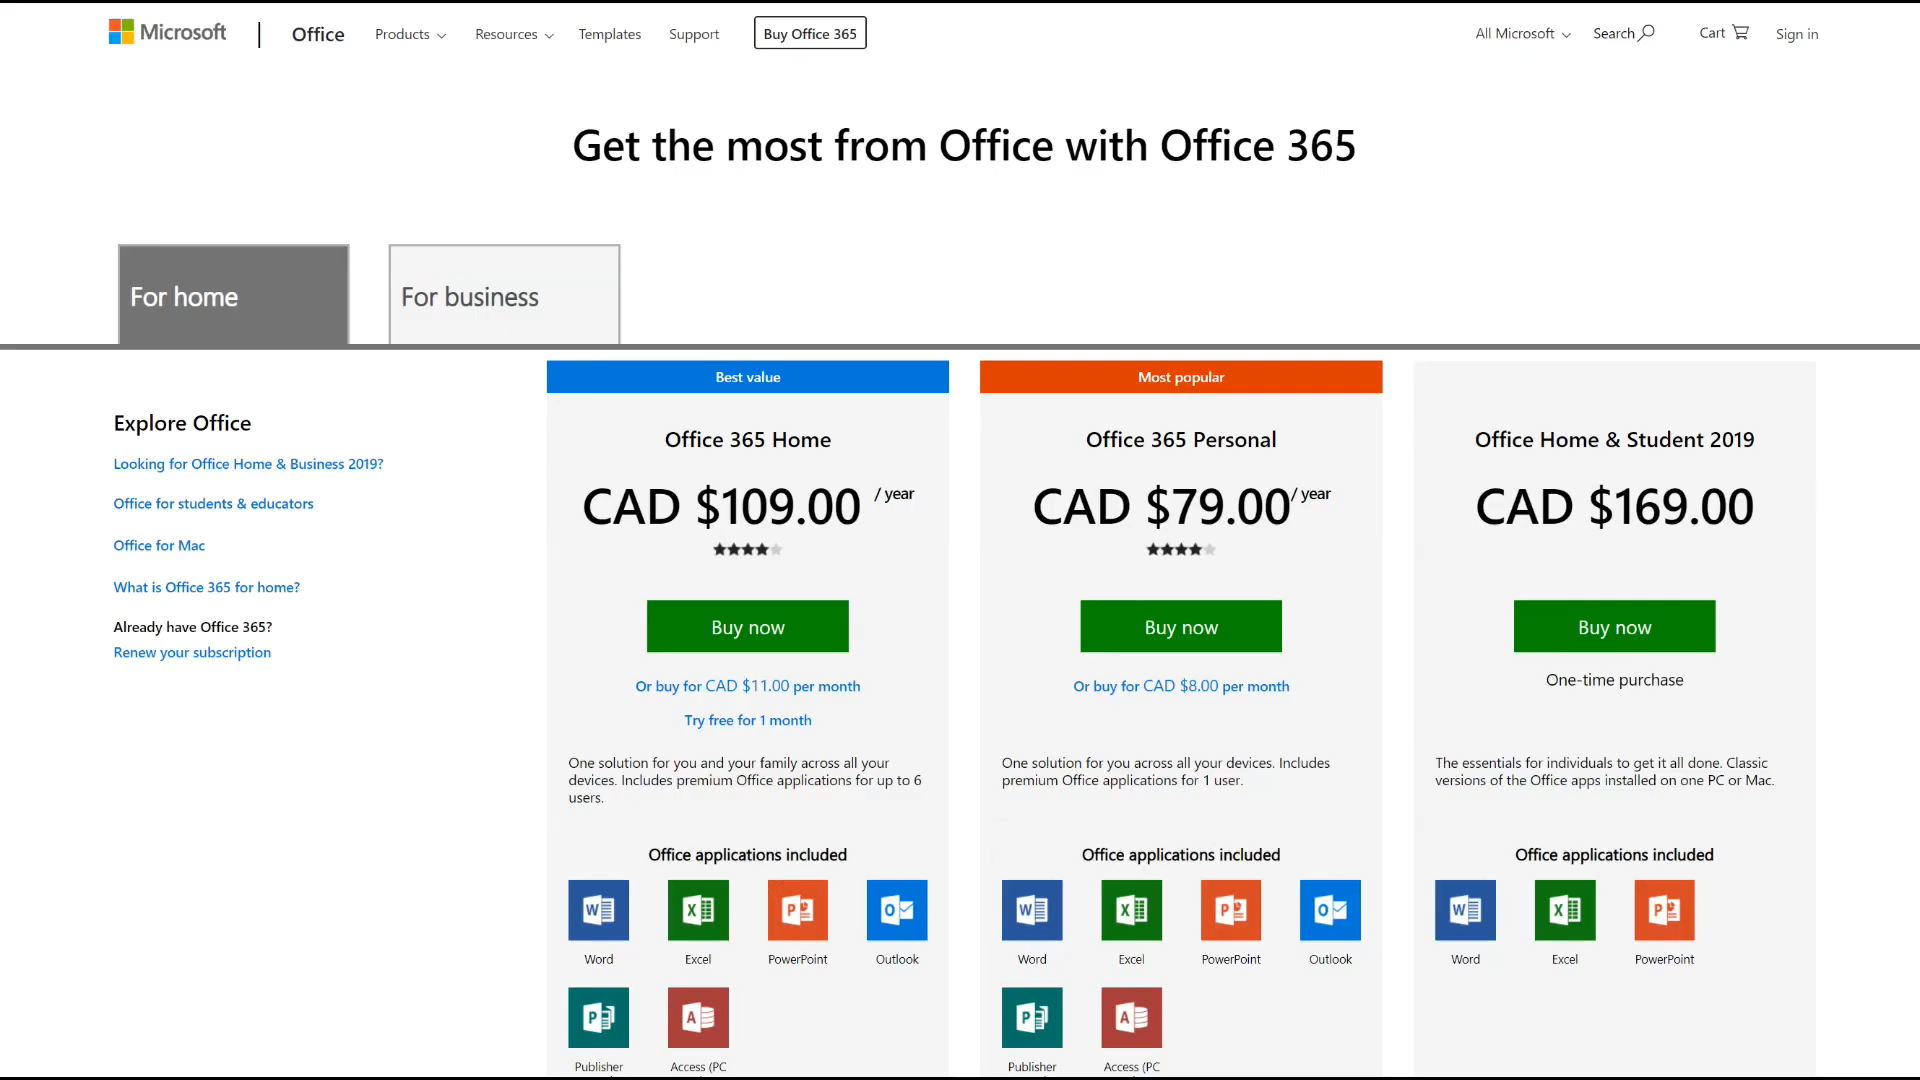 Microsoft
Office
Products
Resources
Templates
Support
Buy Office 365
All Microsoft
Search
Cart
Sign in
Get the most from Office with Office 365
For home
For business
Explore Office
Looking for Office Home & Business 2019?
Office for students & educators
Office for Mac
What is Office 365 for home?
Already have Office 365?
Renew your subscription
Best value
Office 365 Home
CAD $109.00 / year
Buy now
Or buy for CAD $11.00 per month
Try free for 1 month
One solution for you and your family across all your
devices. Includes premium Office applications for up to 6
users.
Office applications included
Word
Excel
PowerPoint
Outlook
Publisher
Access (PC
Most popular
Office 365 Personal
CAD $79.00 / year
Buy now
Or buy for CAD $8.00 per month
One solution for you across all your devices. Includes
premium Office applications for 1 user.
Office applications included
Word
Excel
PowerPoint
Outlook
Publisher
Access (PC
Office Home & Student 2019
CAD $169.00
Buy now
One-time purchase
The essentials for individuals to get it all done. Classic
versions of the Office apps installed on one PC or Mac.
Office applications included
Word
Excel
PowerPoint